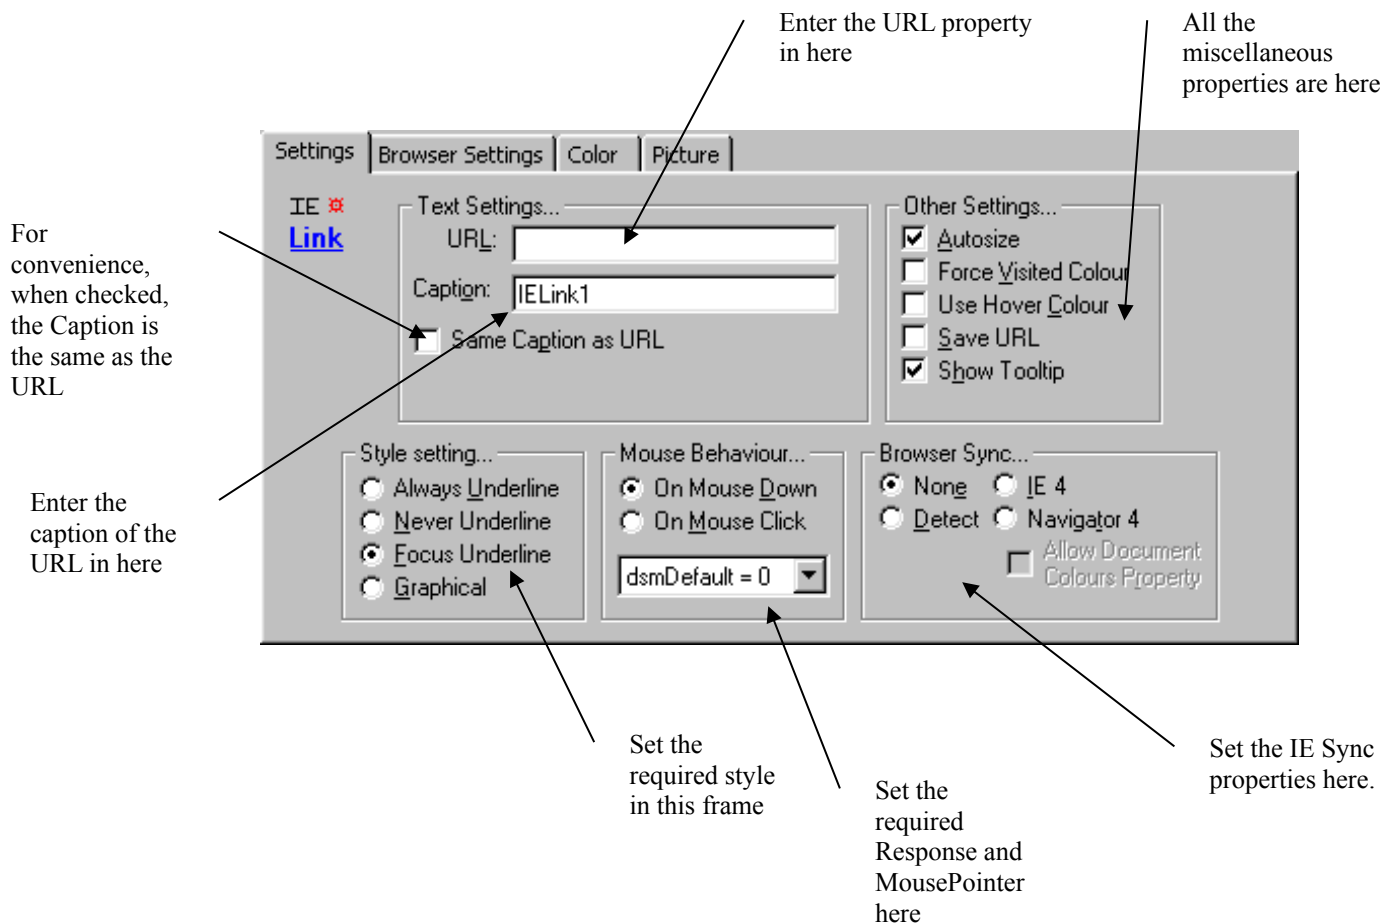 Enter the URL property
in here
All the
miscellaneous
properties are here
Settings
Browser Settings
Color
Picture
IE
Link
Text Settings...
URL:
Caption:
IELink1
Same Caption as URL
Other Settings...
Autosize
Force Visited Colour
Use Hover Colour
Save URL
Show Tooltip
For
convenience,
when checked,
the Caption is
the same as the
URL
Enter the
caption of the
URL in here
Style setting...
Always Underline
Never Underline
Focus Underline
Graphical
Mouse Behaviour...
On Mouse Down
On Mouse Click
dsmDefault = 0
Browser Sync...
None
IE 4
Detect
Navigator 4
Allow Document
Colours Property
Set the
required style
in this frame
Set the
required
Response and
MousePointer
here
Set the IE Sync
properties here.